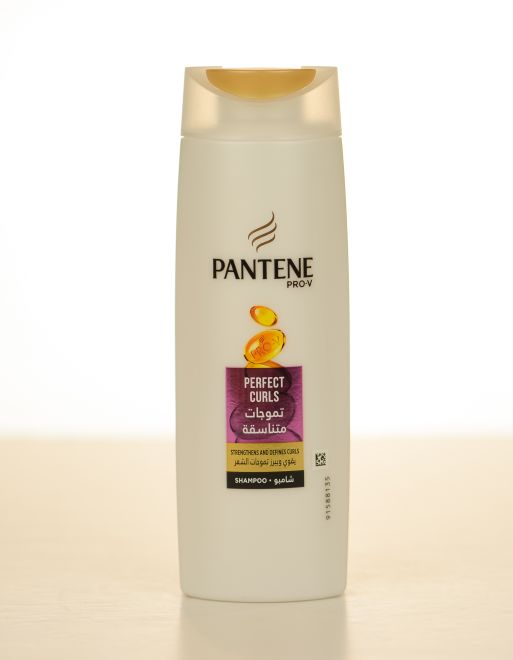 PANTENE
PRO-V
PRO-V
PERFECT
CURLS
تموجات
متناسقة
STRENGTHENS AND DEFINES CURLS
يقوي ويبرز تموجات الشعر
SHAMPOO • شامبو
91588135